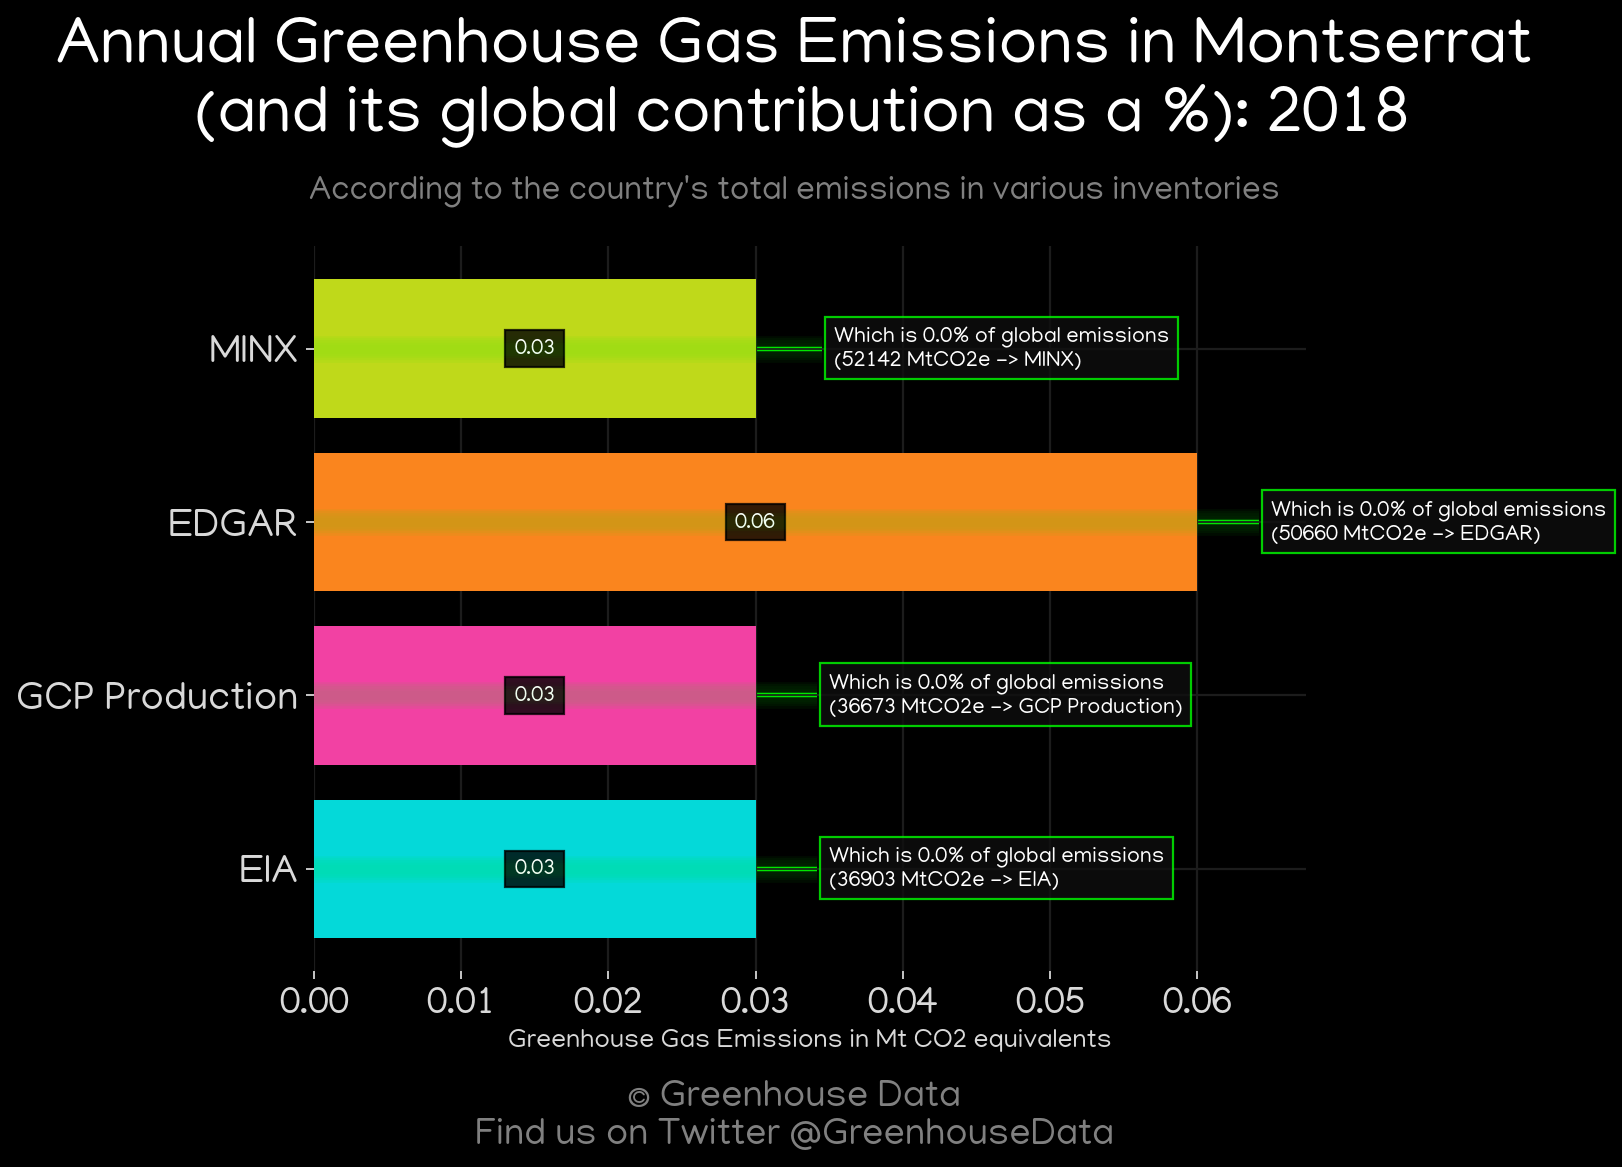 Annual Greenhouse Gas Emissions in Montserrat
(and its global contribution as a %): 2018
According to the country's total emissions in various inventories
MINX
0.03
Which is 0.0% of global emissions
(52142 MtCO2e -> MINX)
EDGAR
0.06
Which is 0.0% of global emissions
(50660 MtCO2e -> EDGAR)
GCP Production
0.03
Which is 0.0% of global emissions
(36673 MtCO2e -> GCP Production)
EIA
0.03
Which is 0.0% of global emissions
(36903 MtCO2e -> EIA)
0.00 0.01 0.02 0.03 0.04 0.05 0.06
Greenhouse Gas Emissions in Mt CO2 equivalents
© Greenhouse Data
Find us on Twitter @GreenhouseData